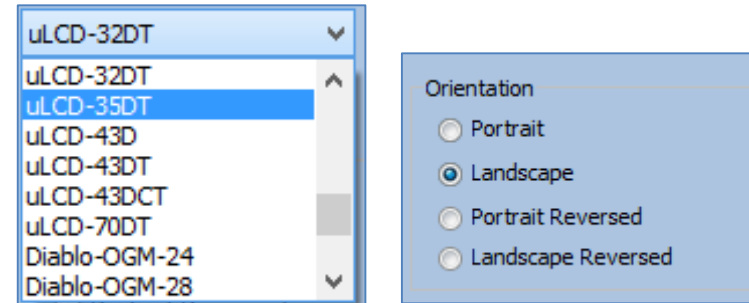 uLCD-32DT
uLCD-32DT
uLCD-35DT
uLCD-43D
uLCD-43DT
uLCD-43DCT
uLCD-70DT
Diablo-OGM-24
Diablo-OGM-28
Orientation
Portrait
Landscape
Portrait Reversed
Landscape Reversed